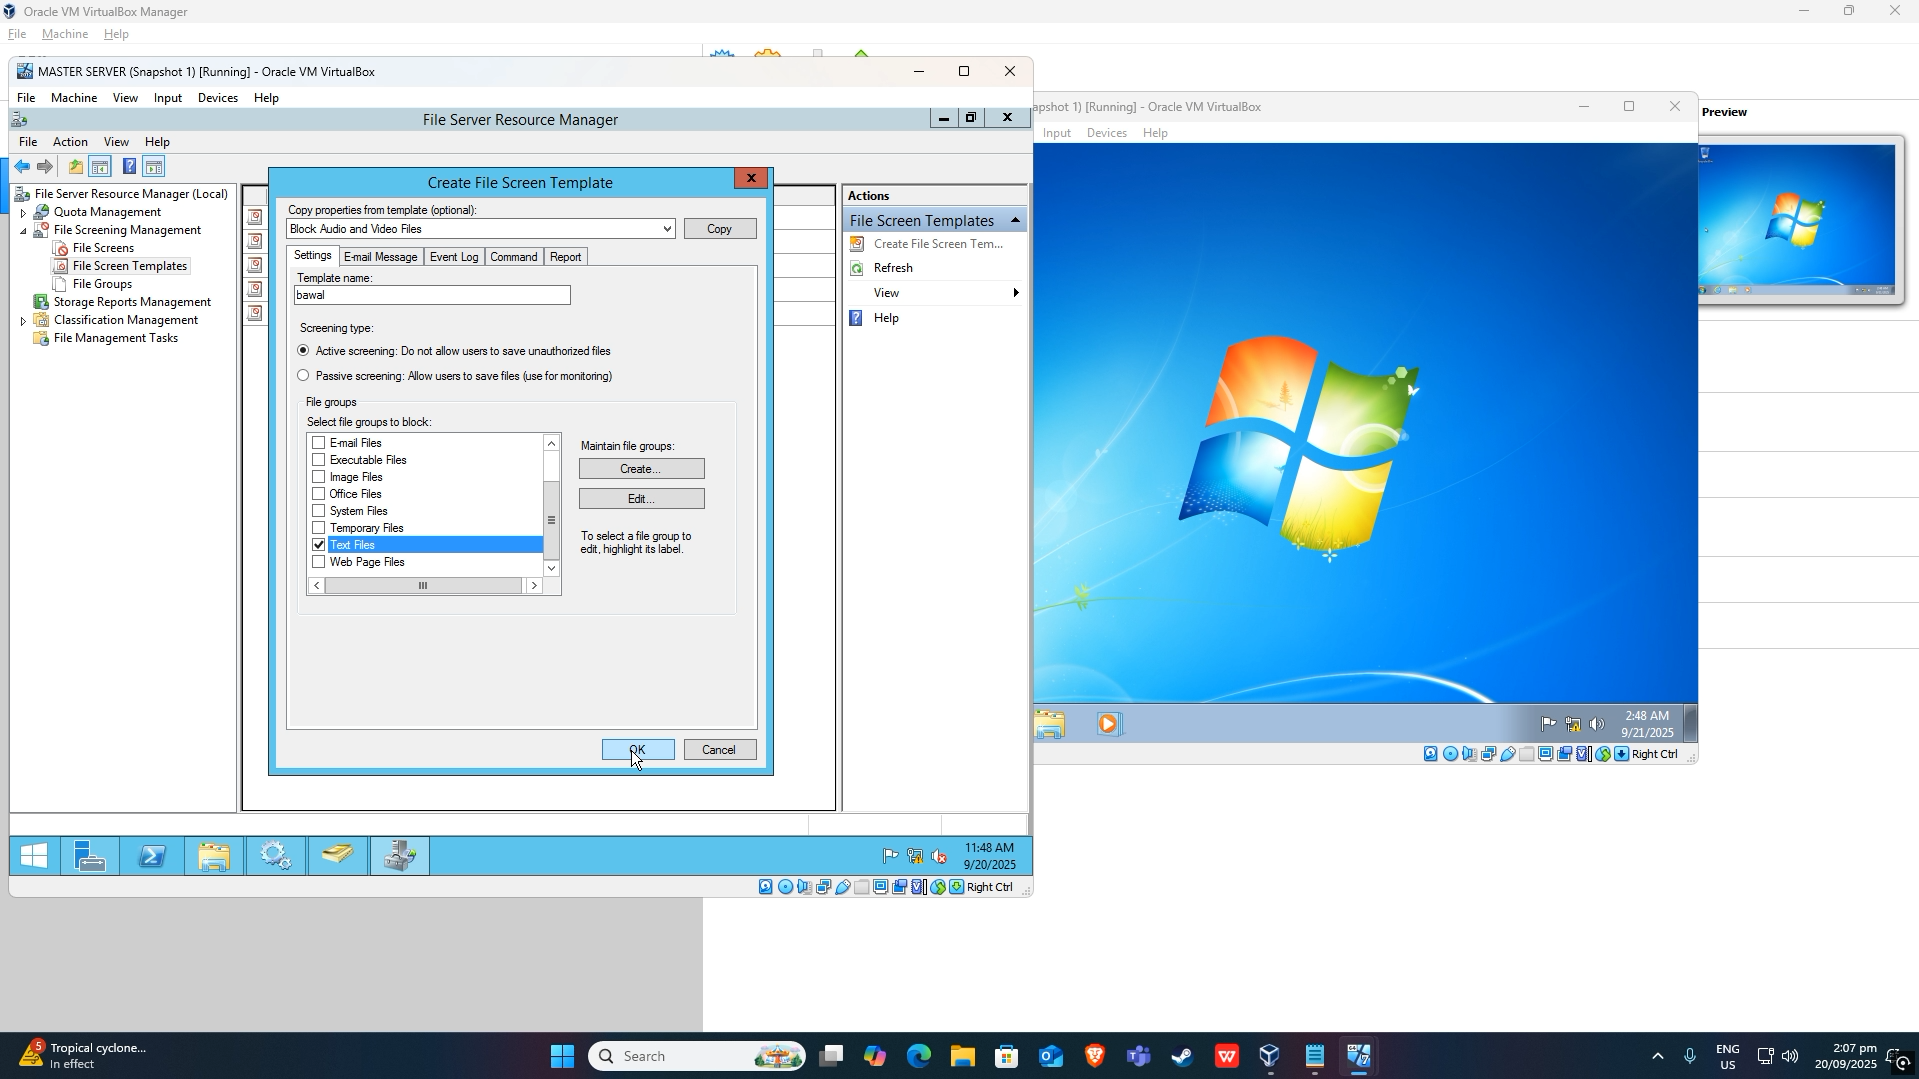 Oracle VM VirtualBox Manager
File Machine Help
MASTER SERVER (Snapshot 1) [Running] - Oracle VM VirtualBox
File Machine View Input Devices Help
File Server Resource Manager
File Action View Help
File Server Resource Manager (Local)
Quota Management
File Screening Management
File Screens
File Screen Templates
File Groups
Storage Reports Management
Classification Management
File Management Tasks
Create File Screen Template
Copy properties from template (optional):
Block Audio and Video Files
Copy
Settings E-mail Message Event Log Command Report
Template name:
bawal
Screening type:
Active screening: Do not allow users to save unauthorized files
Passive screening: Allow users to save files (use for monitoring)
File groups
Select file groups to block:
E-mail Files
Executable Files
Image Files
Office Files
System Files
Temporary Files
Text Files
Web Page Files
Maintain file groups:
Create...
Edit...
To select a file group to
edit, highlight its label.
OK Cancel
Actions
File Screen Templates
Create File Screen Tem...
Refresh
View
Help
11:48 AM
9/20/2025
Right Ctrl
apshot 1) [Running] - Oracle VM VirtualBox
Input Devices Help
2:48 AM
9/21/2025
Right Ctrl
Preview
5
Tropical cyclone...
In effect
Search
ENG
US
2:07 pm
20/09/2025